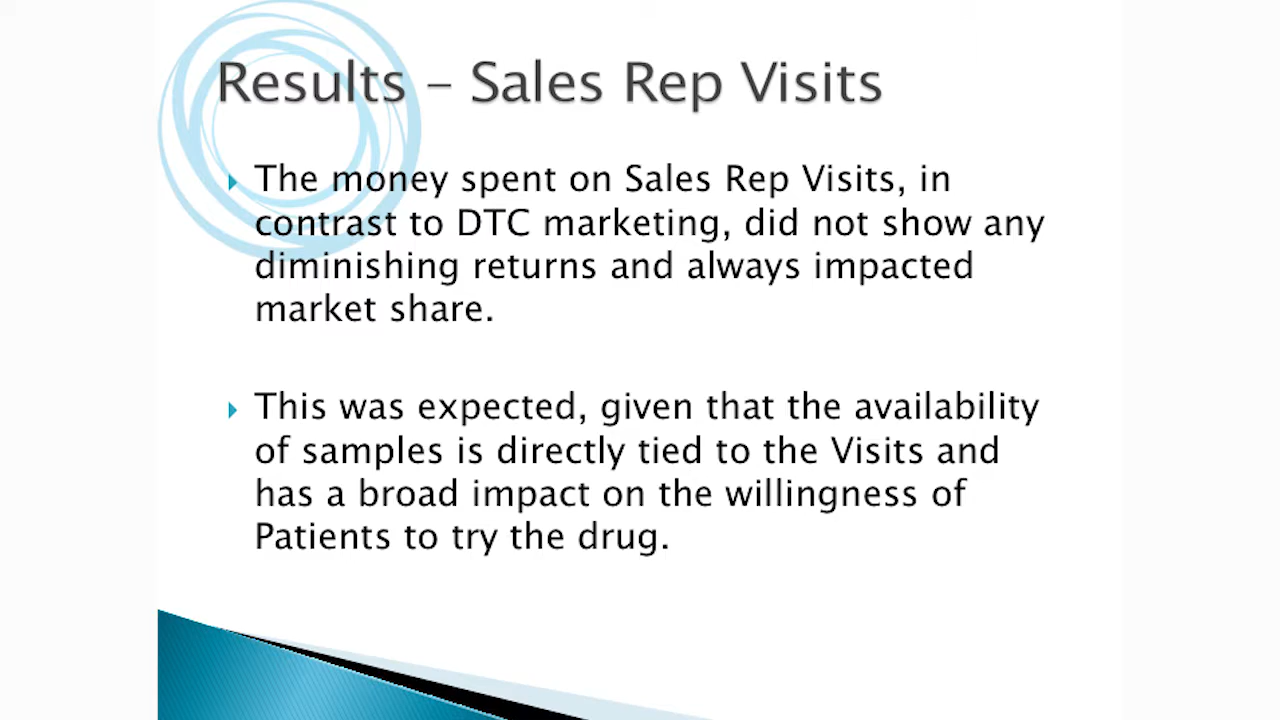 Results – Sales Rep Visits
The money spent on Sales Rep Visits, in
contrast to DTC marketing, did not show any
diminishing returns and always impacted
market share.
This was expected, given that the availability
of samples is directly tied to the Visits and
has a broad impact on the willingness of
Patients to try the drug.